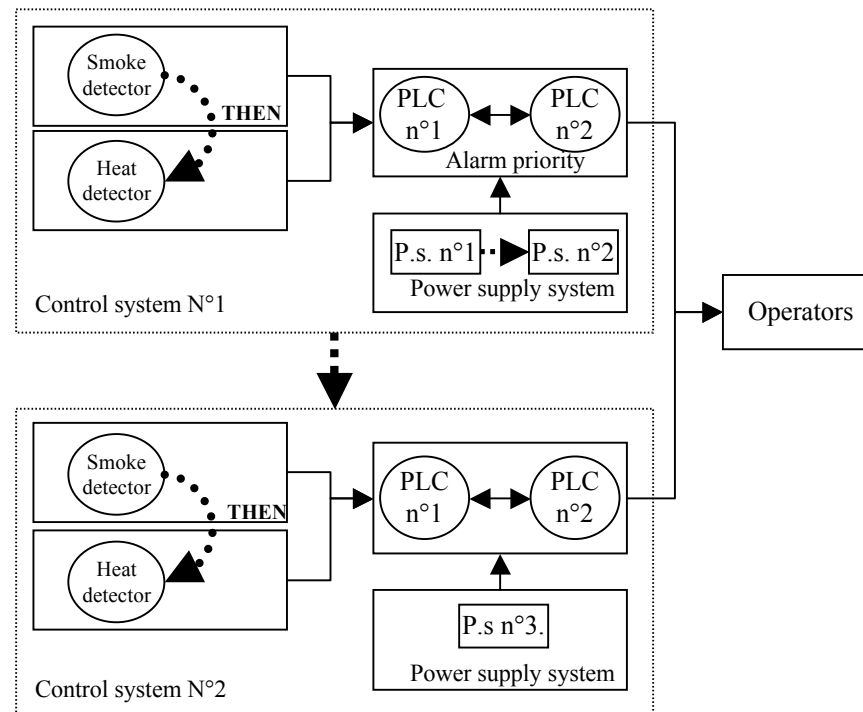 Smoke
detector
THEN
Heat
detector
PLC
n°1
PLC
n°2
Alarm priority
P.s. n°1
P.s. n°2
Power supply system
Control system N°1
Operators
Smoke
detector
THEN
Heat
detector
PLC
n°1
PLC
n°2
P.s n°3.
Power supply system
Control system N°2